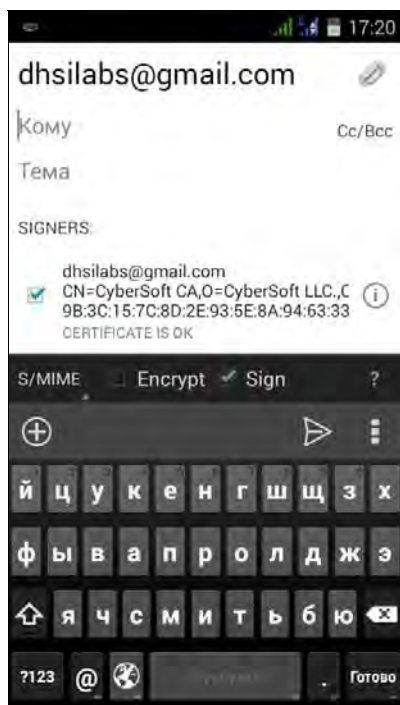 17:20
dhsilabs@gmail.com
Кому
Cc/Bcc
Тема
SIGNERS:
dhsilabs@gmail.com
CN=CyberSoft CA,O=CyberSoft LLC.,C
9B:3C:15:7C:8D:2E:93:5E:8A:94:63:33
CERTIFICATE IS OK
S/MIME Encrypt Sign ?
й ц у к е н г ш щ з х
ф ы в а п р о л д ж э
я ч с м и т ь б ю
?123 @ . Готово